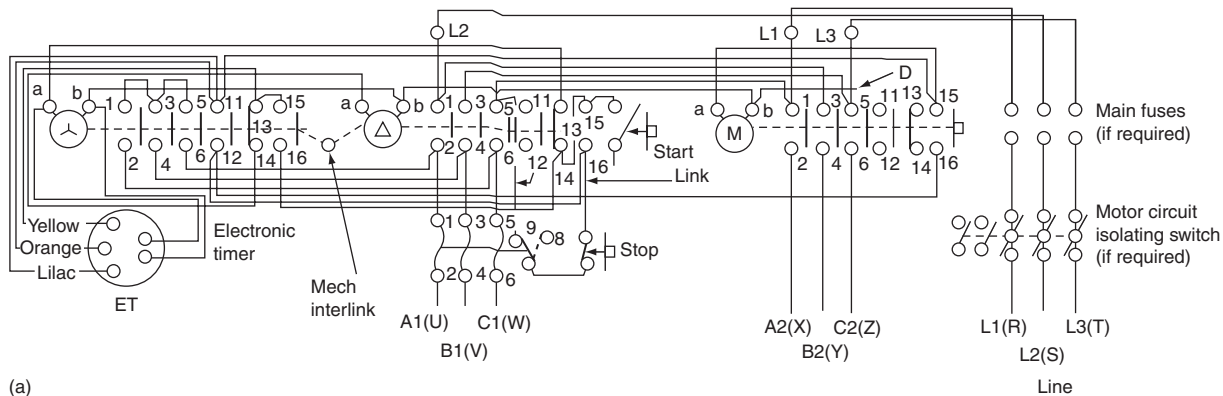 L2
L1 L3
D
a b 1 3 5 11 13 15
a b 1 3 5 11 13 15
a b 1 3 5 11 13 15
2 4 6 12 14 16
2 4 6 12 14 16
2 4 6 12 14 16
M
Start
Link
Main fuses
(if required)
Yellow
Orange
Lilac
ET
Electronic
timer
Mech
interlink
1 3 5 9 8
2 4 6
Stop
Motor circuit
isolating switch
(if required)
A1(U) C1(W)
B1(V)
A2(X) C2(Z)
B2(Y)
L1(R) L3(T)
L2(S)
Line
(a)